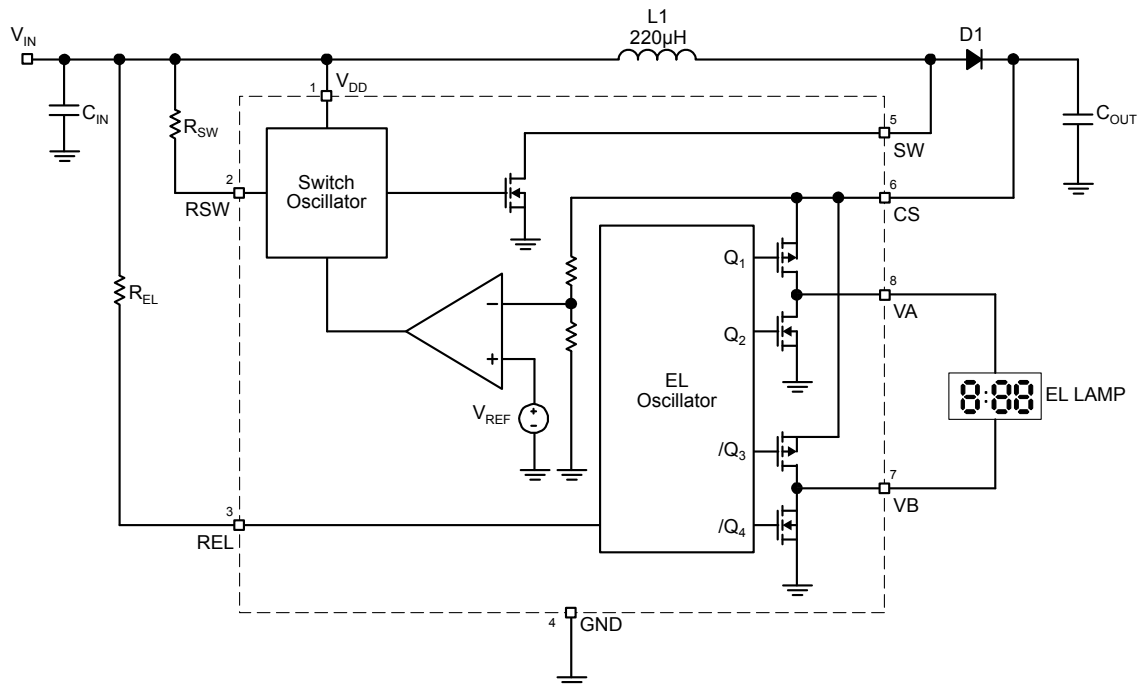 L1
220µH
D1
VIN
CIN
RSW
1
VDD
5
SW
COUT
2
RSW
Switch
Oscillator
6
CS
REL
Q1
8
VA
Q2
−
+
VREF
+
-
EL
Oscillator
8:88
EL LAMP
/Q3
7
VB
/Q4
3
REL
4
GND